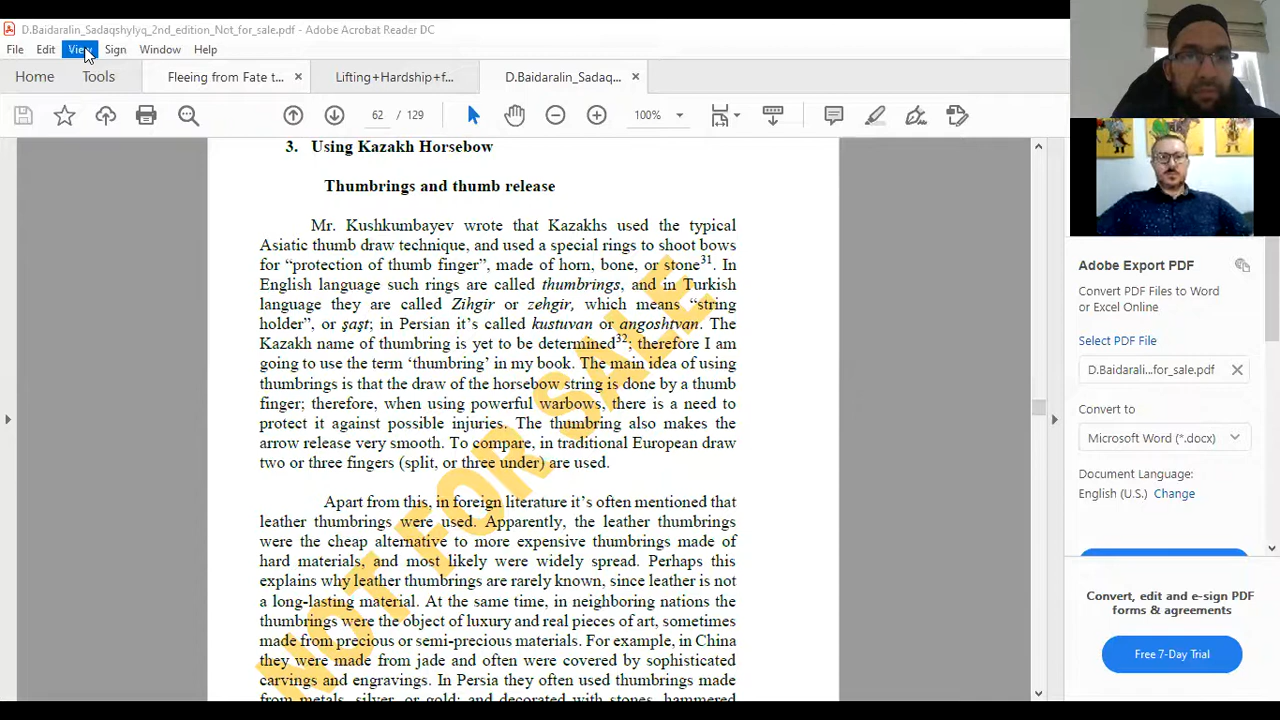 D.Baidaralin_Sadaqshylyq_2nd_edition_Not_for_sale.pdf - Adobe Acrobat Reader DC
File Edit View Sign Window Help
Home Tools Fleeing from Fate t... Lifting+Hardship+f... D.Baidaralin_Sadaq...
62 / 129 100%
3. Using Kazakh Horsebow
Thumbrings and thumb release
Mr. Kushkumbayev wrote that Kazakhs used the typical
Asiatic thumb draw technique, and used a special rings to shoot bows
for “protection of thumb finger”, made of horn, bone, or stone31. In
English language such rings are called thumbrings, and in Turkish
language they are called Zihgir or zehgir, which means “string
holder”, or şaşt; in Persian it’s called kustuvan or angoshtvan. The
Kazakh name of thumbring is yet to be determined32; therefore I am
going to use the term ‘thumbring’ in my book. The main idea of using
thumbrings is that the draw of the horsebow string is done by a thumb
finger; therefore, when using powerful warbows, there is a need to
protect it against possible injuries. The thumbring also makes the
arrow release very smooth. To compare, in traditional European draw
two or three fingers (split, or three under) are used.
Apart from this, in foreign literature it’s often mentioned that
leather thumbrings were used. Apparently, the leather thumbrings
were the cheap alternative to more expensive thumbrings made of
hard materials, and most likely were widely spread. Perhaps this
explains why leather thumbrings are rarely known, since leather is not
a long-lasting material. At the same time, in neighboring nations the
thumbrings were the object of luxury and real pieces of art, sometimes
made from precious or semi-precious materials. For example, in China
they were made from jade and often were covered by sophisticated
carvings and engravings. In Persia they often used thumbrings made
from metals, silver, or gold; and decorated with stones, hammered
NOT FOR SALE
Adobe Export PDF
Convert PDF Files to Word
or Excel Online
Select PDF File
D.Baidarali...for_sale.pdf
Convert to
Microsoft Word (*.docx)
Document Language:
English (U.S.) Change
Convert, edit and e-sign PDF
forms & agreements
Free 7-Day Trial